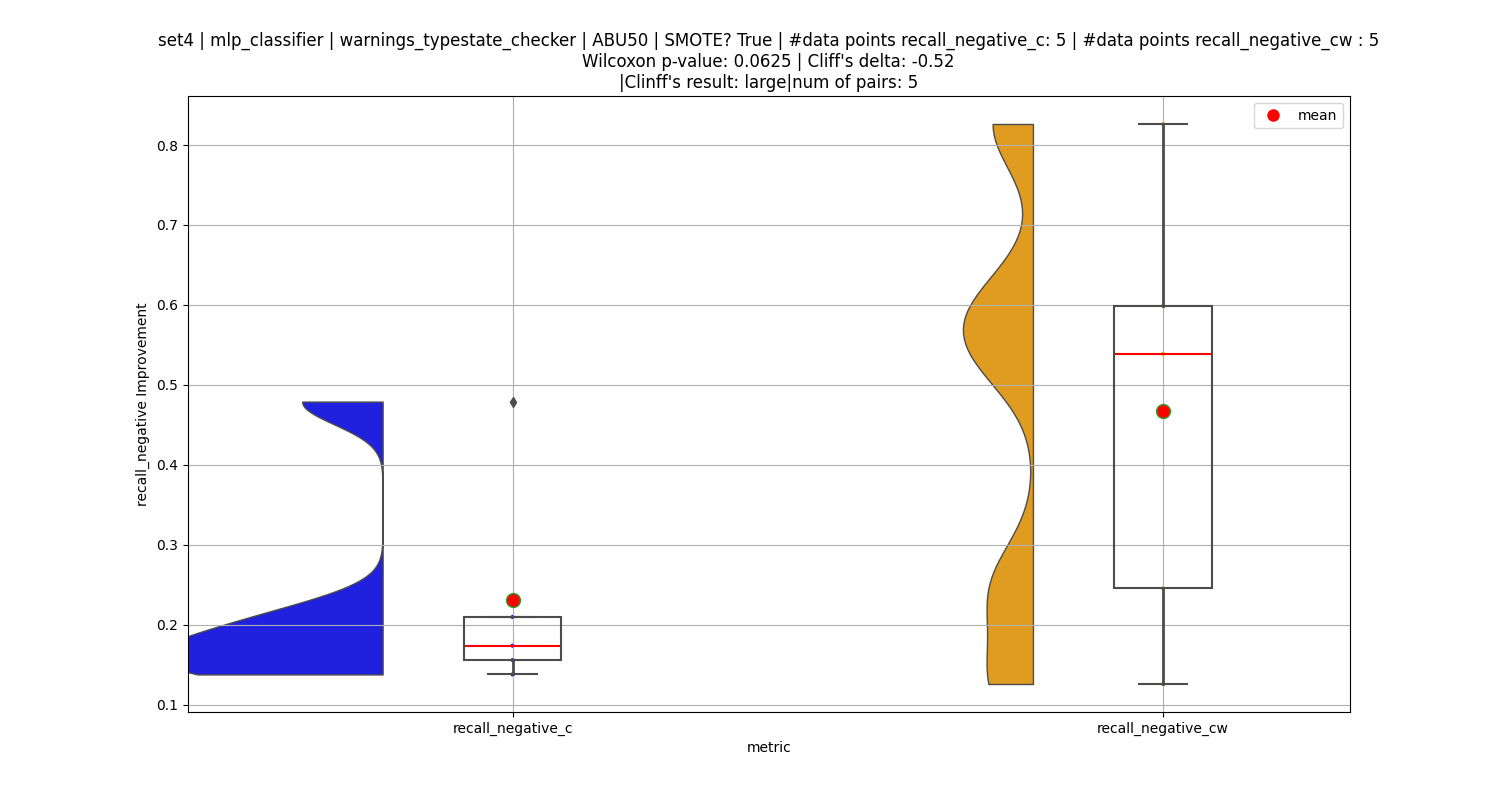 set4 | mlp_classifier | warnings_typestate_checker | ABU50 | SMOTE? True | #data points recall_negative_c: 5 | #data points recall_negative_cw : 5
Wilcoxon p-value: 0.0625 | Cliff's delta: -0.52
|Clinff's result: large|num of pairs: 5
mean
0.8
0.7
0.6
0.5
0.4
0.3
0.2
0.1
recall_negative Improvement
recall_negative_c
recall_negative_cw
metric